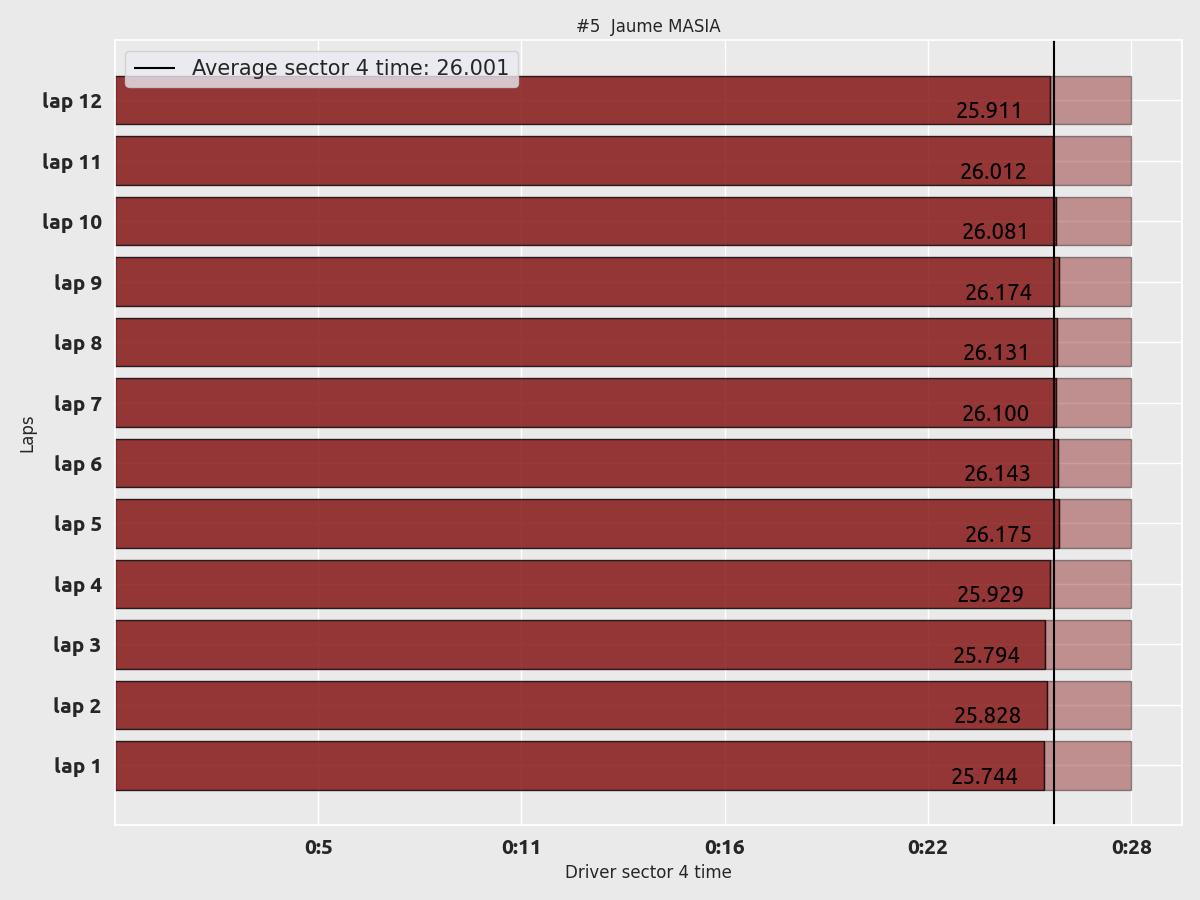 #5  Jaume MASIA
Average sector 4 time: 26.001
lap 12
25.911
lap 11
26.012
lap 10
26.081
lap 9
26.174
lap 8
26.131
lap 7
26.100
lap 6
26.143
lap 5
26.175
lap 4
25.929
lap 3
25.794
lap 2
25.828
lap 1
25.744
Laps
0:5 0:11 0:16 0:22 0:28
Driver sector 4 time